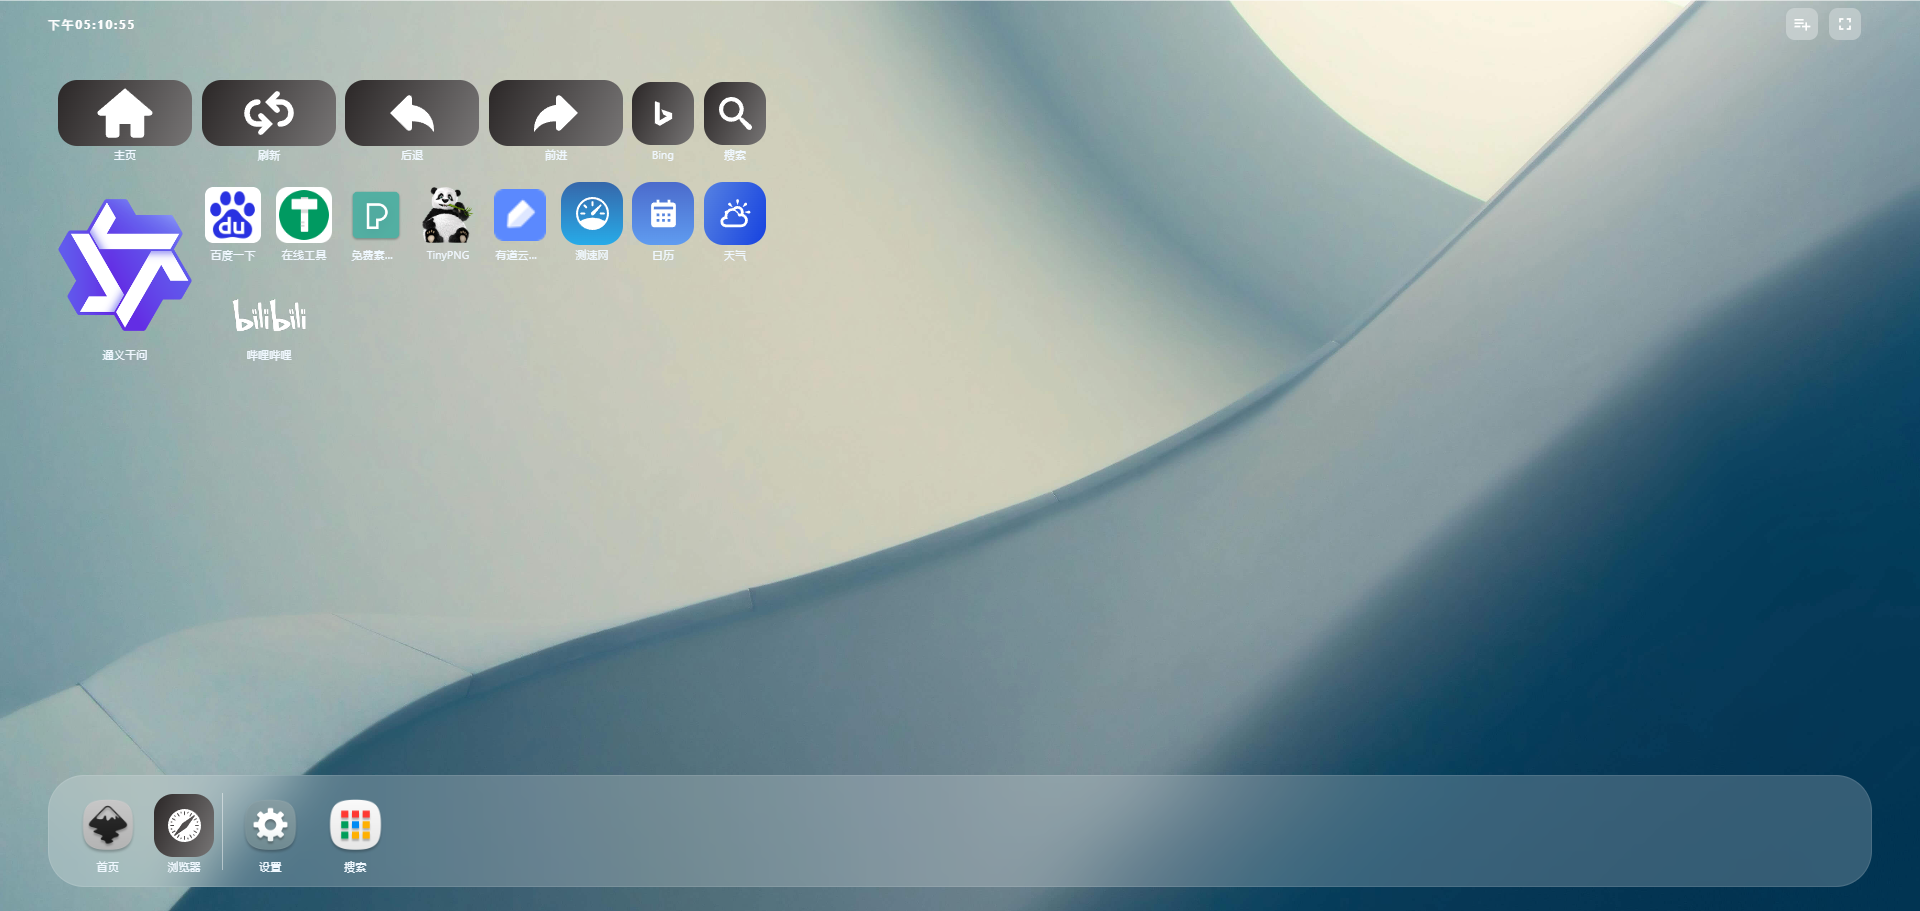 下午05:10:55
主页 刷新 后退 前进 Bing 搜索
du
百度一下 在线工具 免费素... TinyPNG 有道云... 测速网 日历 天气
bilibili
通义千问 哔哩哔哩
首页 浏览器 设置 搜索